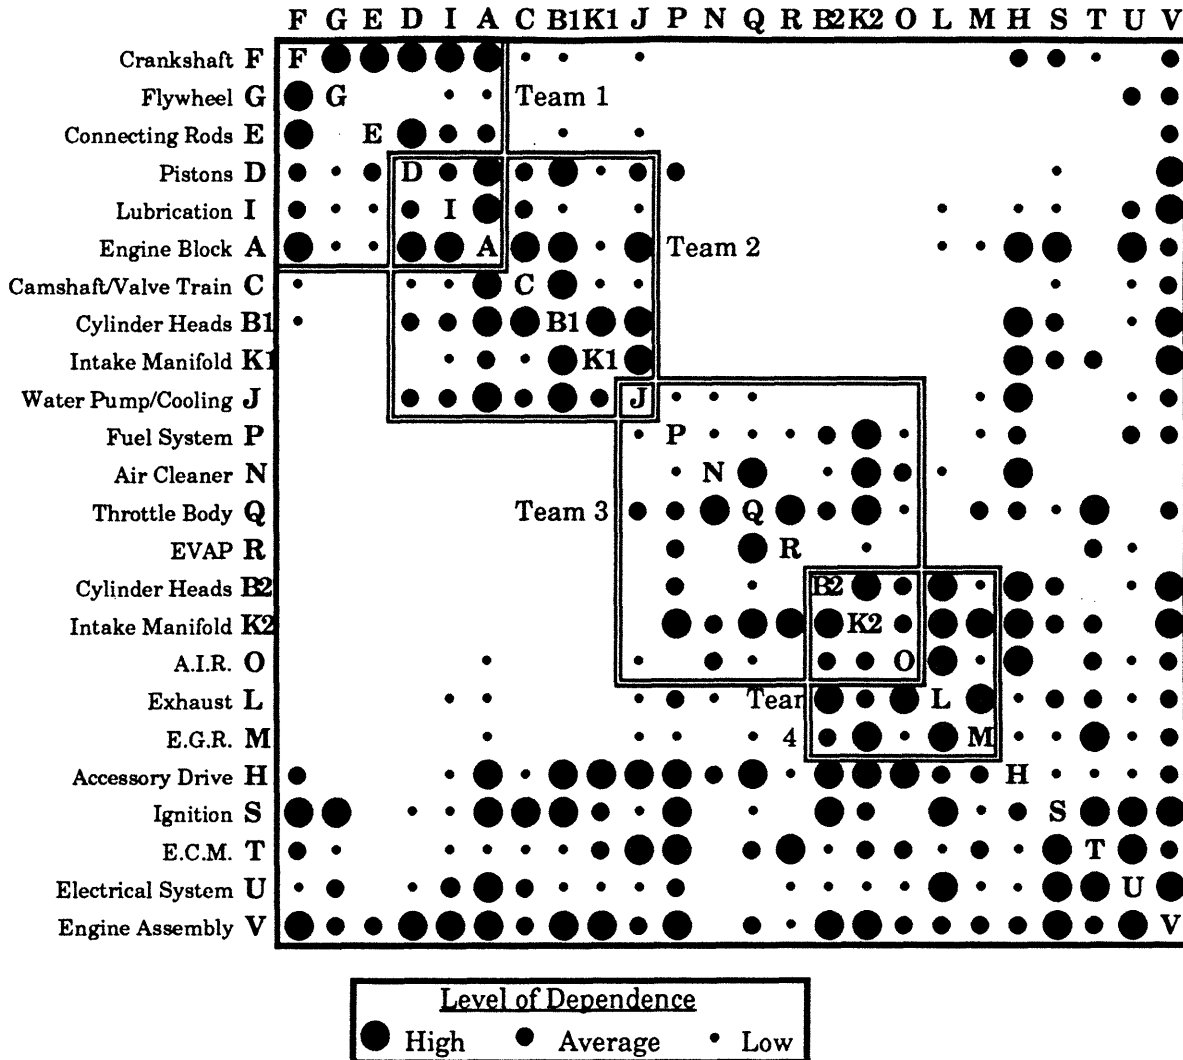 F G E D I A C B1 K1 J P N Q R B2 K2 O L M H S T U V
Crankshaft F F
Flywheel G G Team 1
Connecting Rods E E
Pistons D D
Lubrication I I
Engine Block A A Team 2
Camshaft/Valve Train C C
Cylinder Heads B1 B1
Intake Manifold K1 K1
Water Pump/Cooling J J
Fuel System P P
Air Cleaner N N
Team 3
Throttle Body Q Q
EVAP R R
Cylinder Heads B2 B2
Intake Manifold K2 K2
A.I.R. O O
Exhaust L Team L
E.G.R. M 4 M
Accessory Drive H H
Ignition S S
E.C.M. T T
Electrical System U U
Engine Assembly V V
Level of Dependence
High Average Low